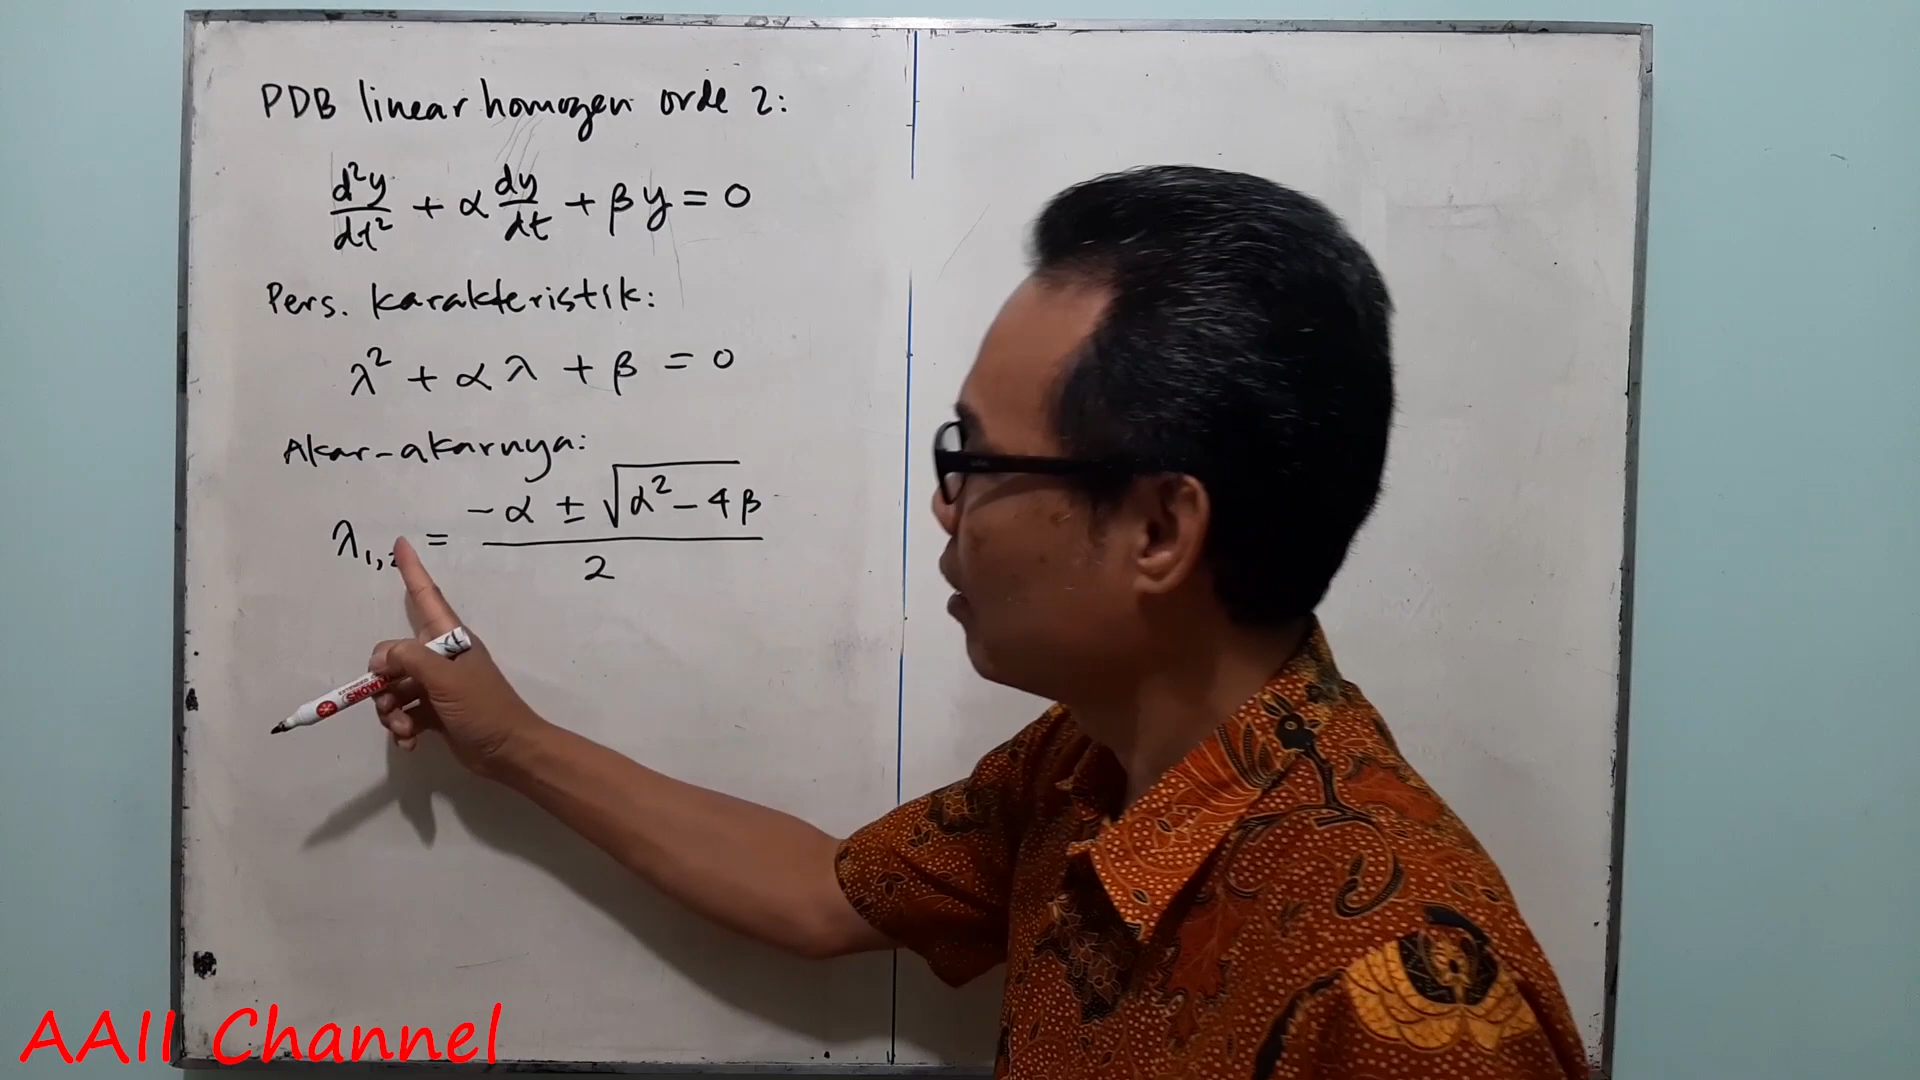 PDB linear homogen orde 2:
d²y/dt² + α dy/dt + βy = 0
Pers. karakteristik:
λ² + αλ + β = 0
Akar-akarnya:
λ₁,₂ = (-α ± √(α² - 4β))/2
SNOWMAN
AAII Channel